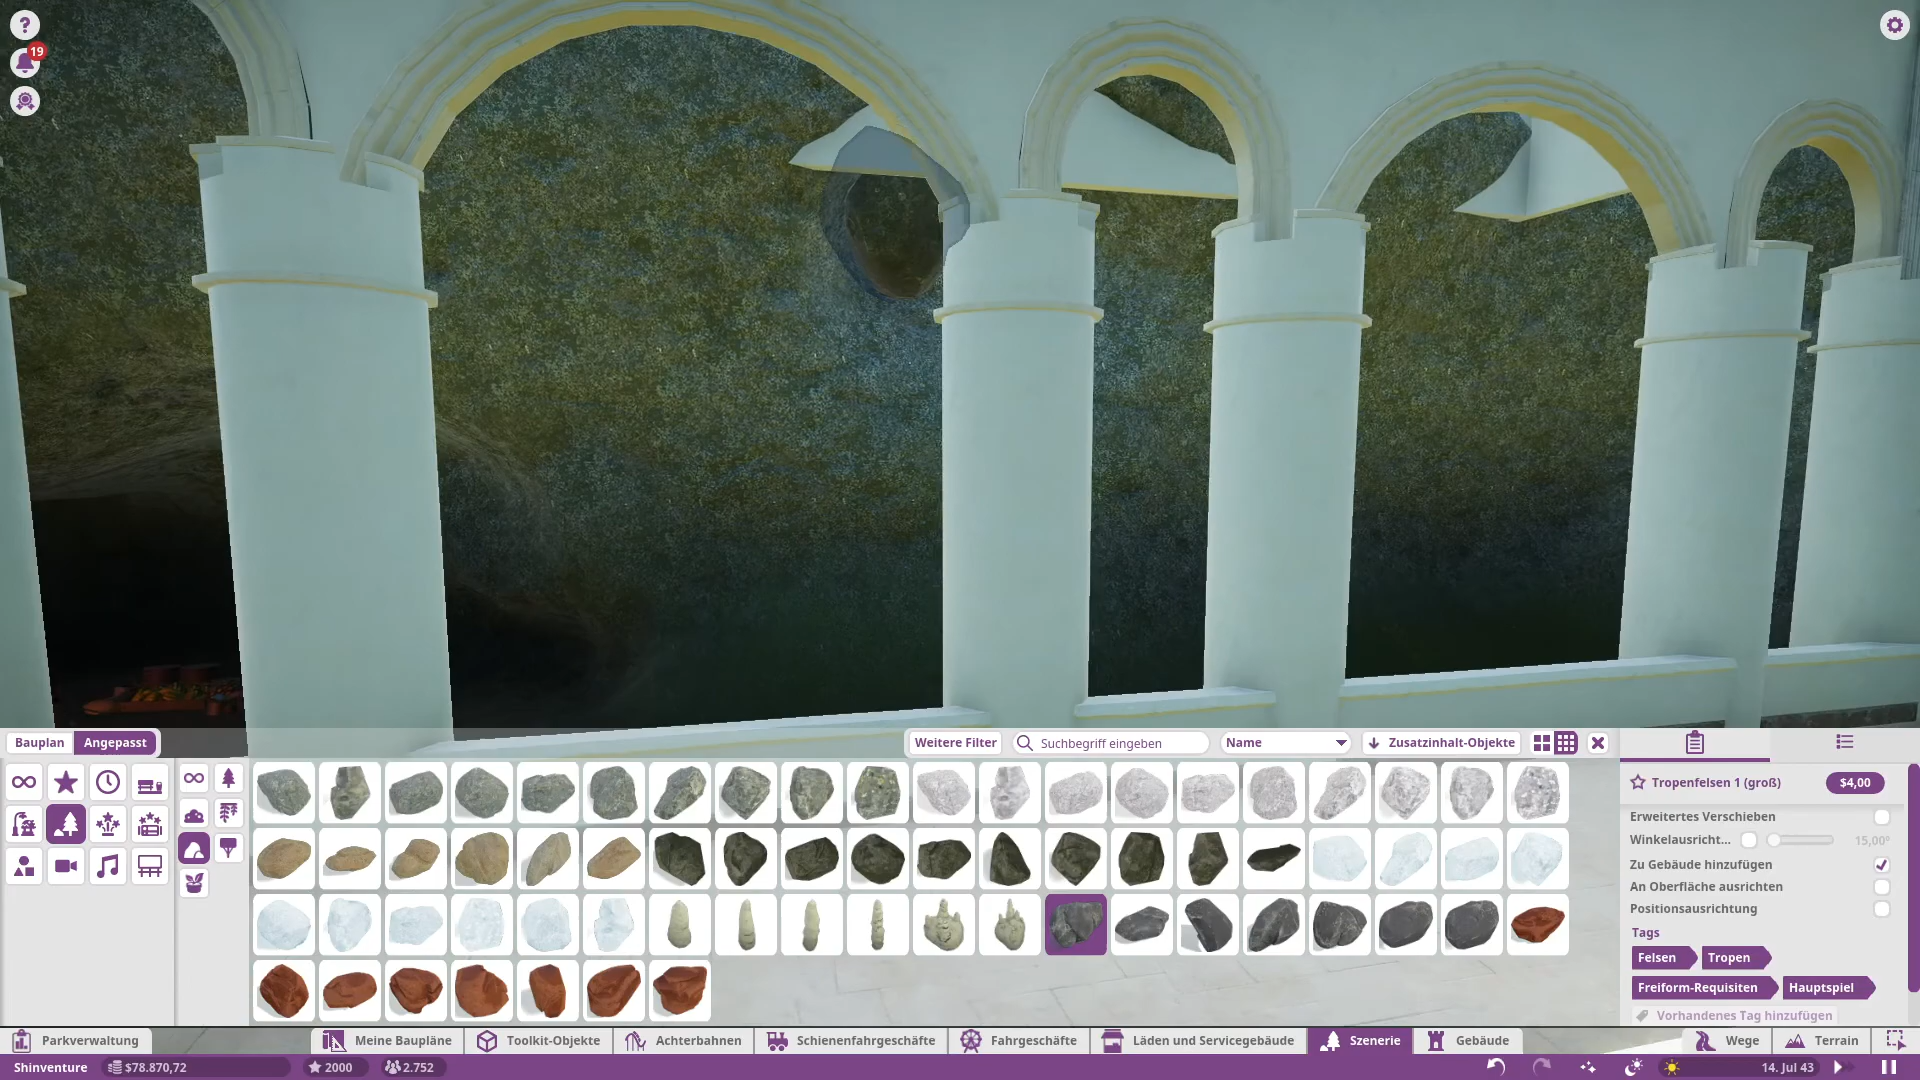 ?
19
Bauplan
Angepasst
Weitere Filter
Suchbegriff eingeben
Name
Zusatzinhalt-Objekte
Tropenfelsen 1 (groß)
$4,00
Erweitertes Verschieben
Winkelausricht...
15,00°
Zu Gebäude hinzufügen
An Oberfläche ausrichten
Positionsausrichtung
Tags
Felsen
Tropen
Freiform-Requisiten
Hauptspiel
Vorhandenes Tag hinzufügen
Parkverwaltung
Meine Baupläne
Toolkit-Objekte
Achterbahnen
Schienenfahrgeschäfte
Fahrgeschäfte
Läden und Servicegebäude
Szenerie
Gebäude
Wege
Terrain
Shinventure
$78.870,72
2000
2.752
14. Jul 43